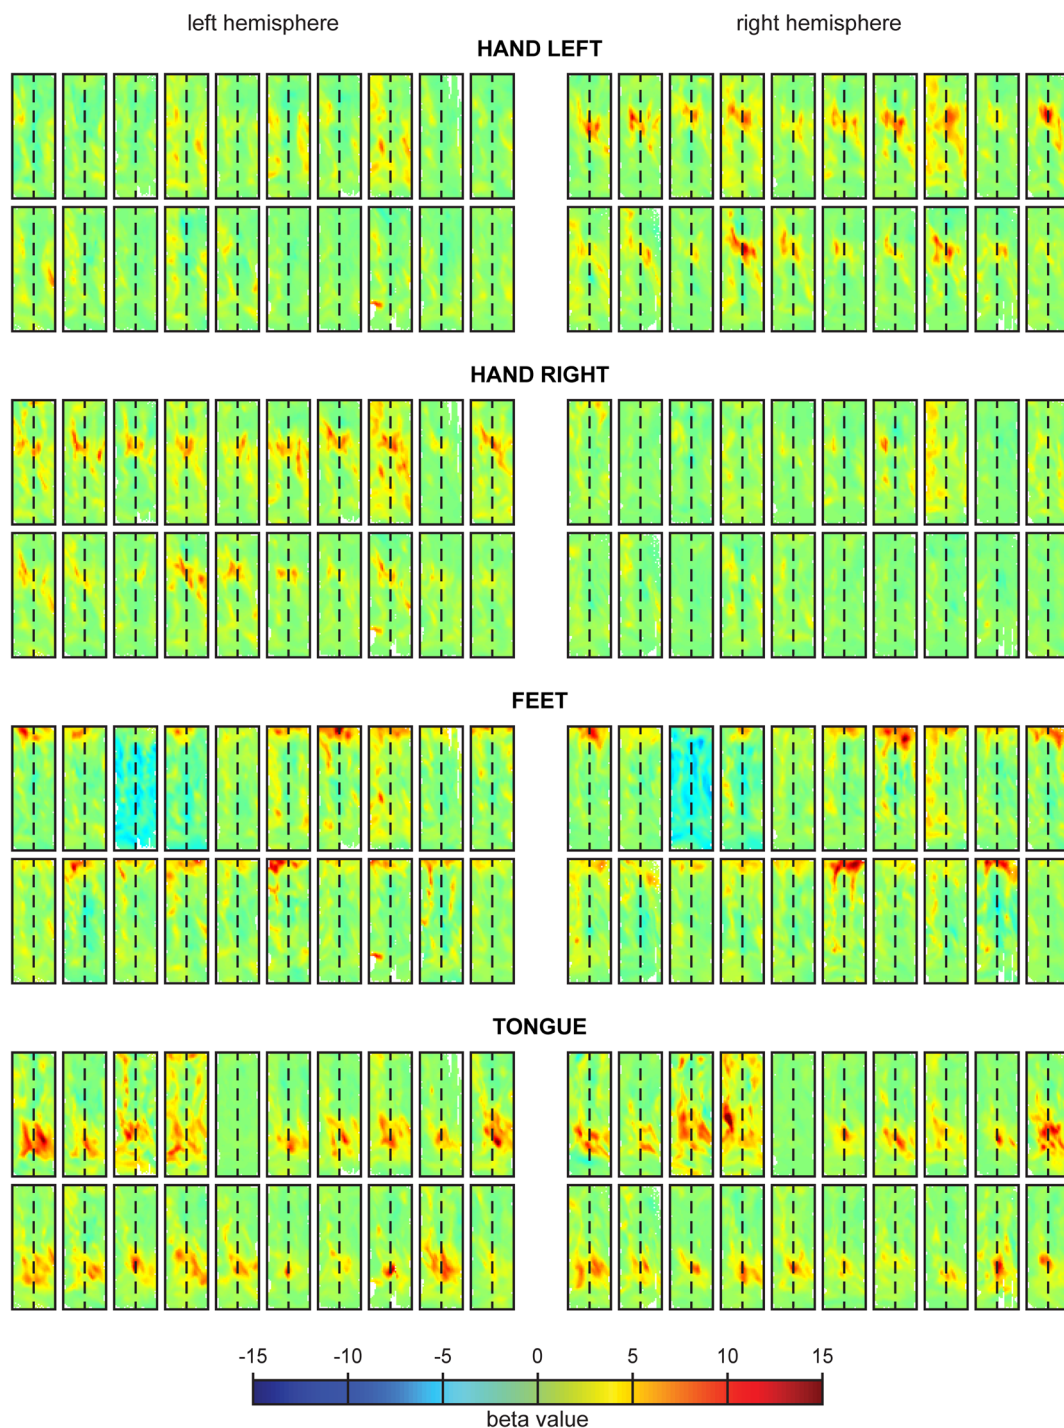 left hemisphere right hemisphere
HAND LEFT
HAND RIGHT
FEET
TONGUE
-15 -10 -5 0 5 10 15
beta value